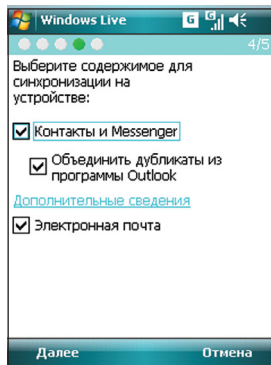 Windows Live
G G
4/5
Выберите содержимое для
синхронизации на
устройстве:
Контакты и Messenger
Объединить дубликаты из
программы Outlook
Дополнительные сведения
Электронная почта
Далее Отмена